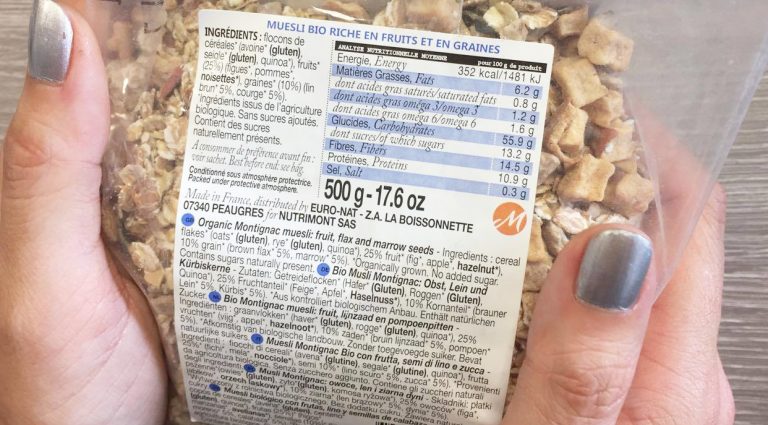 MUESLI BIO RICHE EN FRUITS ET EN GRAINES
INGRÉDIENTS : flocons de
céréales* (avoine* (gluten),
seigle* (gluten), quinoa*), fruits*
(25%) (figues*, pommes*,
noisettes*), graines* (10%) (lin
brun* 5%, courge* 5%).
*ingrédients issus de l'agriculture
biologique. Sans sucres ajoutés.
Contient des sucres
naturellement présents.
A consommer de préférence avant fin :
voir sachet. Best before end: see bag.
Conditionné sous atmosphère protectrice.
Packed under protective atmosphere.
ANALYSE NUTRITIONNELLE MOYENNE pour 100 g de produit
Energie, Energy 352 kcal/1481 kJ
Matières Grasses, Fats 6.2 g
dont acides gras saturés/saturated fats 0.8 g
dont acides gras oméga 3/omega 3 1.2 g
dont acides gras oméga 6/omega 6 1.6 g
Glucides, Carbohydrates 55.9 g
dont sucres/of which sugars 13.2 g
Fibres, Fibers 14.5 g
Protéines, Proteins 10.9 g
Sel, Salt 0.3 g
500 g - 17.6 oz
Made in France, distributed by EURO-NAT - Z.A. LA BOISSONNETTE
07340 PEAUGRES for NUTRIMONT SAS
M
GB Organic Montignac muesli: fruit, flax and marrow seeds - Ingredients : cereal
flakes* (oats* (gluten), rye* (gluten), quinoa*), 25% fruit* (fig*, apple*, hazelnut*),
10% grain* (brown flax* 5%, marrow* 5%). *Organically grown. No added sugar.
Contains sugars naturally present. DE Bio Musli Montignac: Obst, Lein und
Kürbiskerne - Zutaten: Getreideflocken* (Hafer* (Gluten), Roggen* (Gluten),
Quinoa*), 25% Fruchtanteil* (Feige*, Apfel*, Haselnuss*), 10% Kornanteil* (brauner
Lein* 5%, Kürbis* 5%). *Aus kontrolliert biologischem Anbau. Enthält natürlichen
Zucker. NL Bio Montignac muesli: fruit, lijnzaad en pompoenpitten -
Ingrediënten : graanvlokken* (haver* (gluten), rogge* (gluten), quinoa*), 25%
vruchten* (vijg*, appel*, hazelnoot*), 10% zaden* (bruin lijnzaad* 5%, pompoen*
5%). *Afkomstig van biologische landbouw. Zonder toegevoegde suiker. Bevat
natuurlijke suikers. Muesli Montignac Bio con frutta, semi di lino e zucca -
Ingredienti : fiocchi di cereali* (avena* (glutine), segale* (glutine), quinoa*), frutta
nocciole*), semi 10%* (lino scuro* 5%, zucca* 5%). *Provenienti
da agricoltura biologica. Senza zucchero aggiunto. Contiene gli zuccheri naturali
Muesli Montignac: owoce, len i ziarna dyni - Składniki: płatki